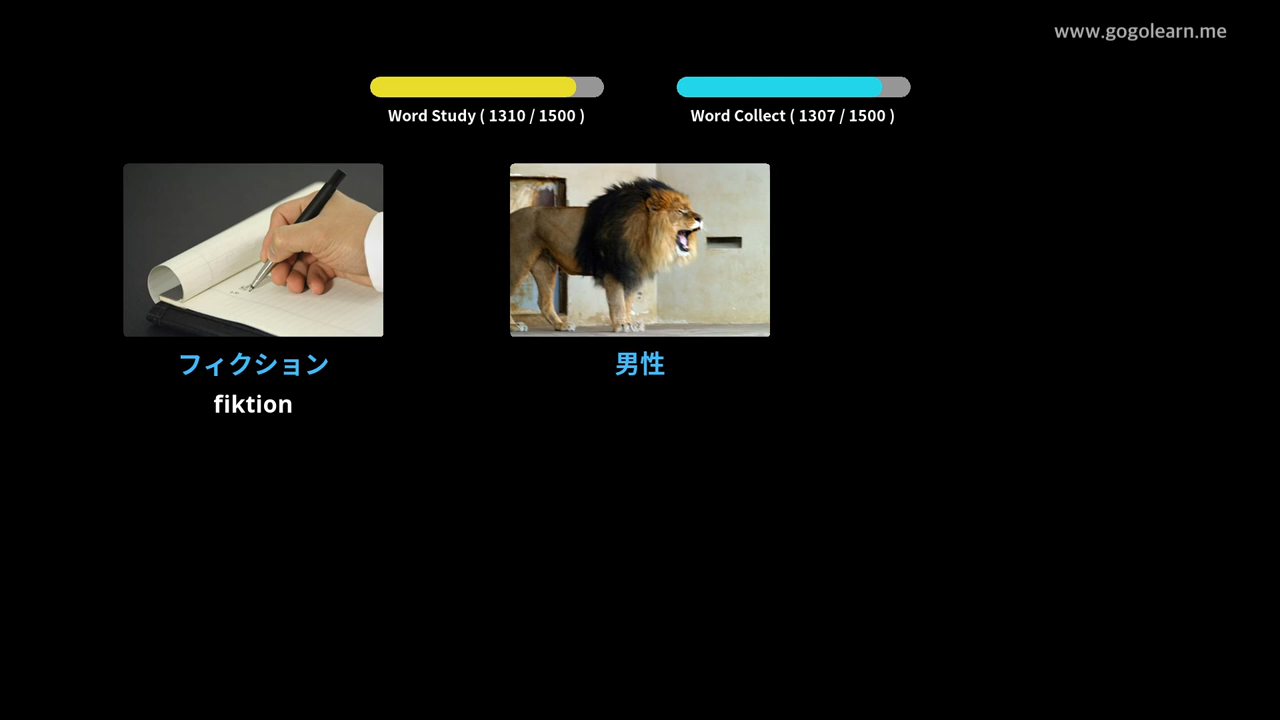 www.gogolearn.me
Word Study ( 1310 / 1500 )
Word Collect ( 1307 / 1500 )
フィクション
男性
fiktion